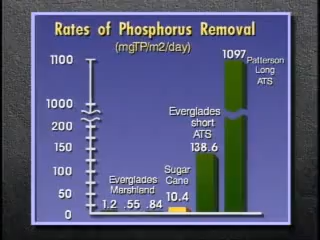 Rates of Phosphorus Removal
(mgTP/m2/day)
1100
1000
200
150
100
50
0
Everglades
Marshland
1.2 .55 .84
Sugar
Cane
10.4
Everglades
short
ATS
138.6
1097
Patterson
Long
ATS